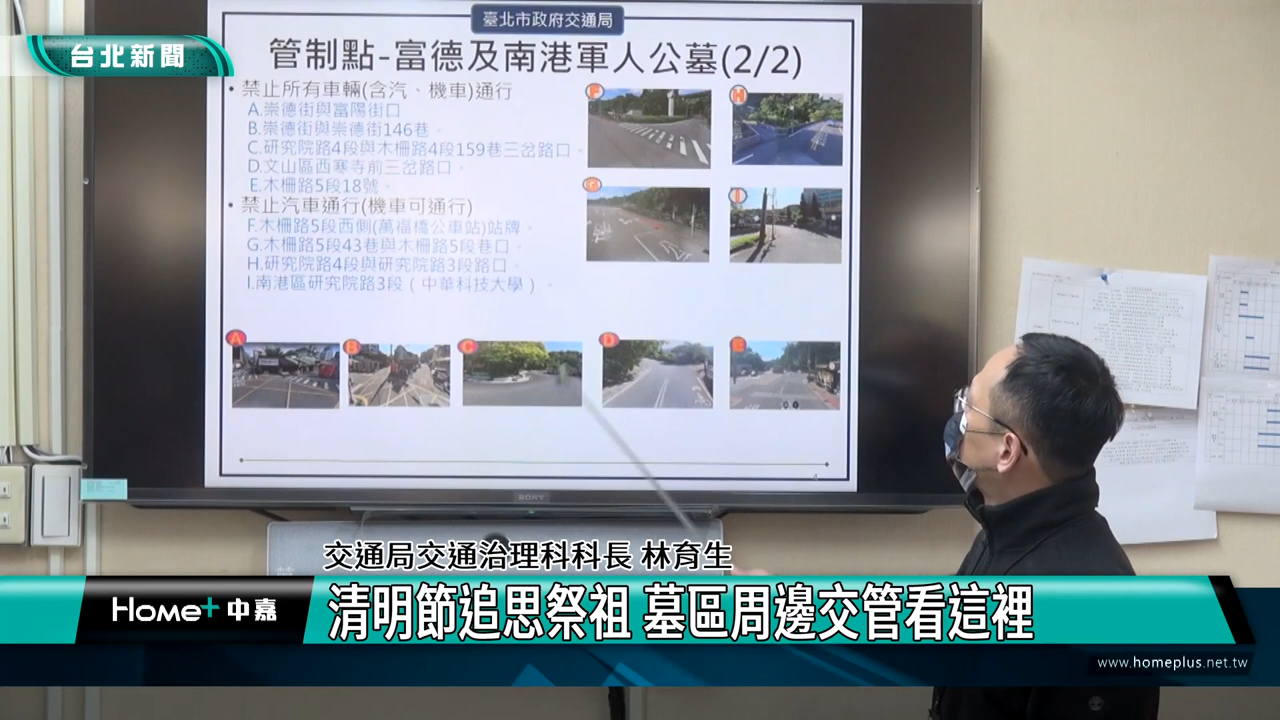 臺北市政府交通局
台北新聞
管制點-富德及南港軍人公墓(2/2)
• 禁止所有車輛(含汽、機車)通行
A.崇德街與富陽街口
B.崇德街與崇德街146巷。
C.研究院路4段與木柵路4段159巷三岔路口。
D.文山區西寒寺前三岔路口。
E.木柵路5段18號。
• 禁止汽車通行(機車可通行)
F.木柵路5段西側(萬福橋公車站)站牌。
G.木柵路5段43巷與木柵路5段巷口。
H.研究院路4段與研究院路3段路口。
I.南港區研究院路3段(中華科技大學)。
F
H
G
I
A
B
C
D
E
SONY
交通局交通治理科科長 林育生
Home+ 中嘉
清明節追思祭祖 墓區周邊交管看這裡
www.homeplus.net.tw